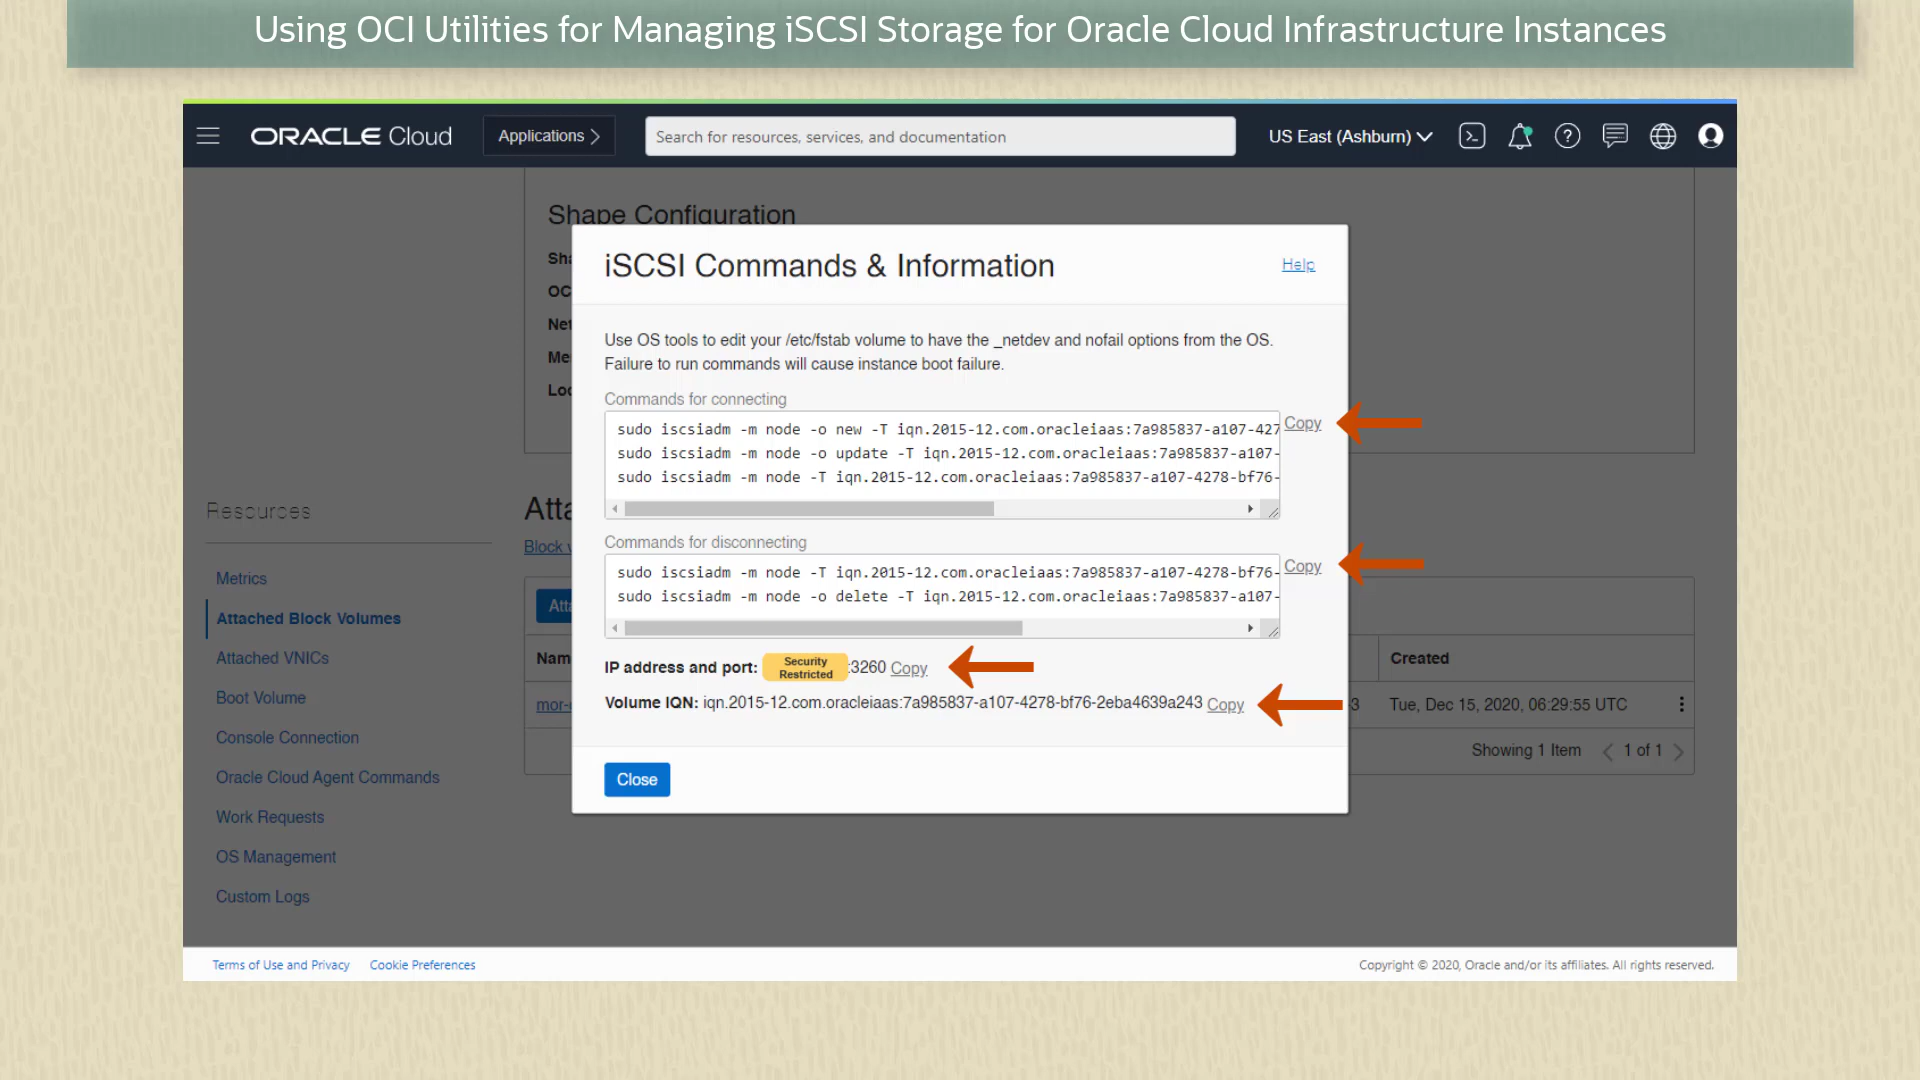 Using OCI Utilities for Managing iSCSI Storage for Oracle Cloud Infrastructure Instances
ORACLE Cloud
Applications
Search for resources, services, and documentation
US East (Ashburn)
Shape Configuration
iSCSI Commands & Information
Help
Use OS tools to edit your /etc/fstab volume to have the _netdev and nofail options from the OS.
Failure to run commands will cause instance boot failure.
Commands for connecting
sudo iscsiadm -m node -o new -T iqn.2015-12.com.oracleiaas:7a985837-a107-427
Copy
sudo iscsiadm -m node -o update -T iqn.2015-12.com.oracleiaas:7a985837-a107-
sudo iscsiadm -m node -T iqn.2015-12.com.oracleiaas:7a985837-a107-4278-bf76-
Commands for disconnecting
sudo iscsiadm -m node -T iqn.2015-12.com.oracleiaas:7a985837-a107-4278-bf76-
Copy
sudo iscsiadm -m node -o delete -T iqn.2015-12.com.oracleiaas:7a985837-a107-
IP address and port: Security Restricted :3260 Copy
Volume IQN: iqn.2015-12.com.oracleiaas:7a985837-a107-4278-bf76-2eba4639a243 Copy
Close
Resources
Metrics
Attached Block Volumes
Attached VNICs
Boot Volume
Console Connection
Oracle Cloud Agent Commands
Work Requests
OS Management
Custom Logs
Block
Created
mor-
3
Tue, Dec 15, 2020, 06:29:55 UTC
Showing 1 Item
1 of 1
Terms of Use and Privacy
Cookie Preferences
Copyright © 2020, Oracle and/or its affiliates. All rights reserved.